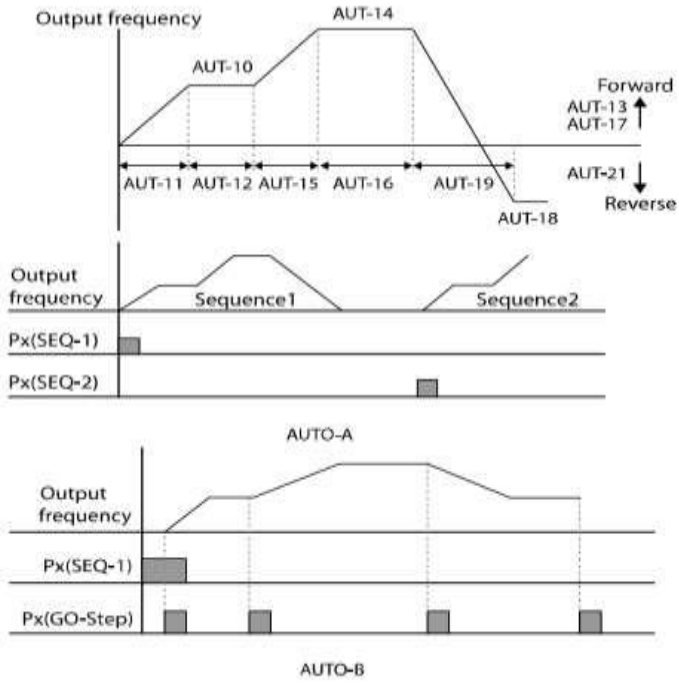 Output frequency
AUT-14
AUT-10
Forward
AUT-13
AUT-17
AUT-11 AUT-12 AUT-15 AUT-16 AUT-19
AUT-21
Reverse
AUT-18
Output
frequency
Sequence1 Sequence2
Px(SEQ-1)
Px(SEQ-2)
AUTO-A
Output
frequency
Px(SEQ-1)
Px(GO-Step)
AUTO-B